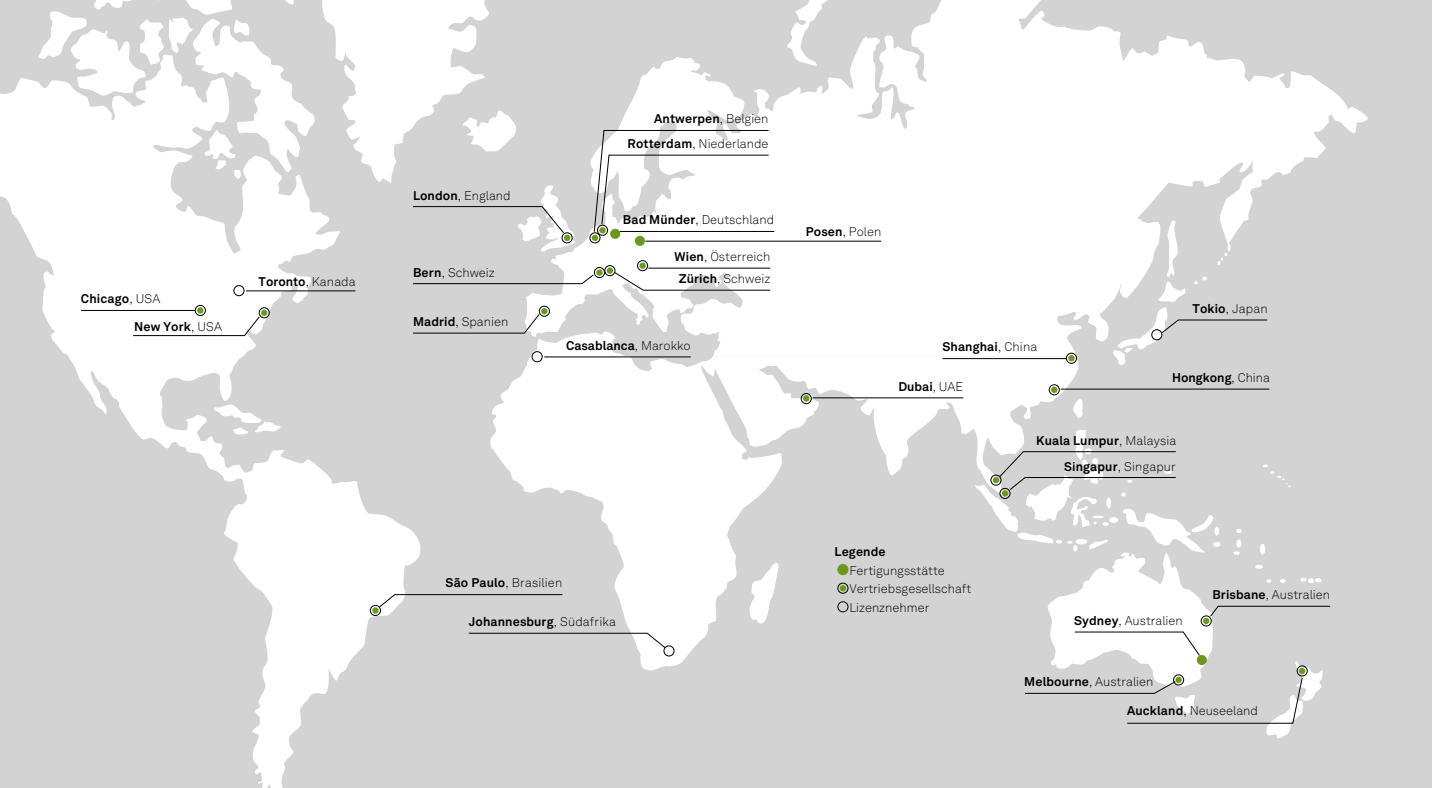 Antwerpen, Belgien
Rotterdam, Niederlande
London, England
Bad Münder, Deutschland
Posen, Polen
Wien, Österreich
Bern, Schweiz
Zürich, Schweiz
Toronto, Kanada
Chicago, USA
New York, USA
Madrid, Spanien
Casablanca, Marokko
Tokio, Japan
Shanghai, China
Hongkong, China
Dubai, UAE
Kuala Lumpur, Malaysia
Singapur, Singapur
Legende
Fertigungsstätte
Vertriebsgesellschaft
Lizenznehmer
São Paulo, Brasilien
Johannesburg, Südafrika
Brisbane, Australien
Sydney, Australien
Melbourne, Australien
Auckland, Neuseeland